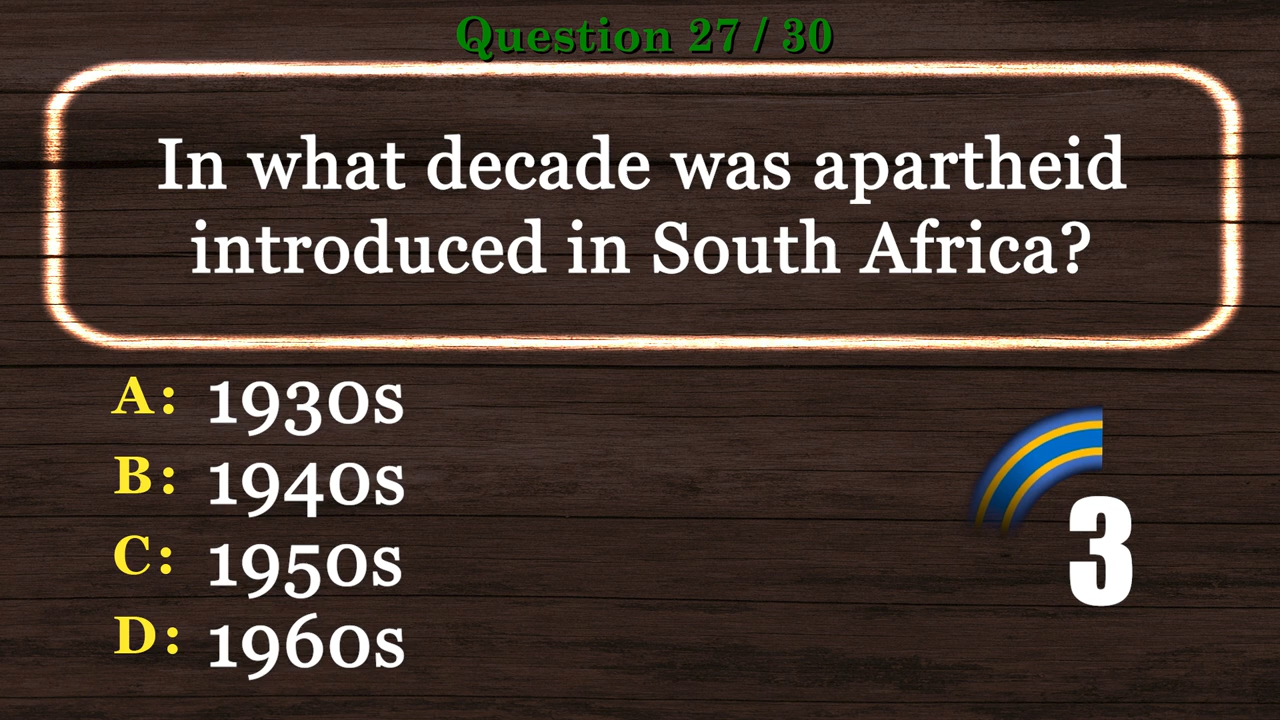 Question 27 / 30
In what decade was apartheid
introduced in South Africa?
A: 1930s
B: 1940s
C: 1950s
D: 1960s
3